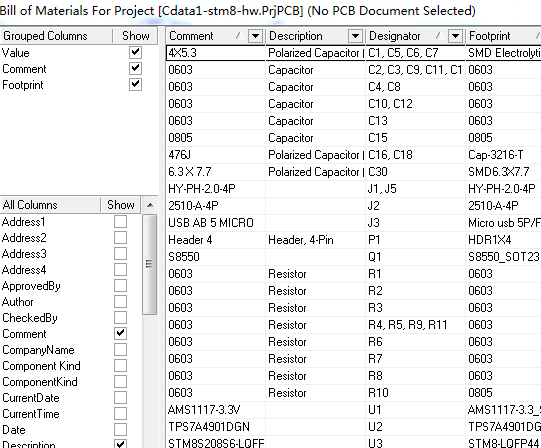 Bill of Materials For Project [Cdata1-stm8-hw.PrjPCB] (No PCB Document Selected)
Grouped Columns Show
Value
Comment
Footprint
All Columns Show
Address1
Address2
Address3
Address4
ApprovedBy
Author
CheckedBy
Comment
CompanyName
Component Kind
ComponentKind
CurrentDate
CurrentTime
Date
Description
Comment Description Designator Footprint
4X5.3 Polarized Capacitor ( C1, C5, C6, C7 SMD Electrolyti
0603 Capacitor C2, C3, C9, C11, C1 0603
0603 Capacitor C4, C8 0603
0603 Capacitor C10, C12 0603
0603 Capacitor C13 0603
0805 Capacitor C15 0805
476J Polarized Capacitor ( C16, C18 Cap-3216-T
6.3 X 7.7 Polarized Capacitor ( C30 SMD6.3X7.7
HY-PH-2.0-4P J1, J5 HY-PH-2.0-4P
2510-A-4P J2 2510-A-4P
USB AB 5 MICRO J3 Micro usb 5P/F
Header 4 Header, 4-Pin P1 HDR1X4
S8550 Q1 S8550_SOT23
0603 Resistor R1 0603
0603 Resistor R2 0603
0603 Resistor R3 0603
0603 Resistor R4, R5, R9, R11 0603
0603 Resistor R6 0603
0603 Resistor R7 0603
0603 Resistor R8 0603
0603 Resistor R10 0805
AMS1117-3.3V U1 AMS1117-3.3_S
TPS7A4901DGN U2 TPS7A4901DGN
STM8S208S6-LQFP U3 STM8-LQFP44